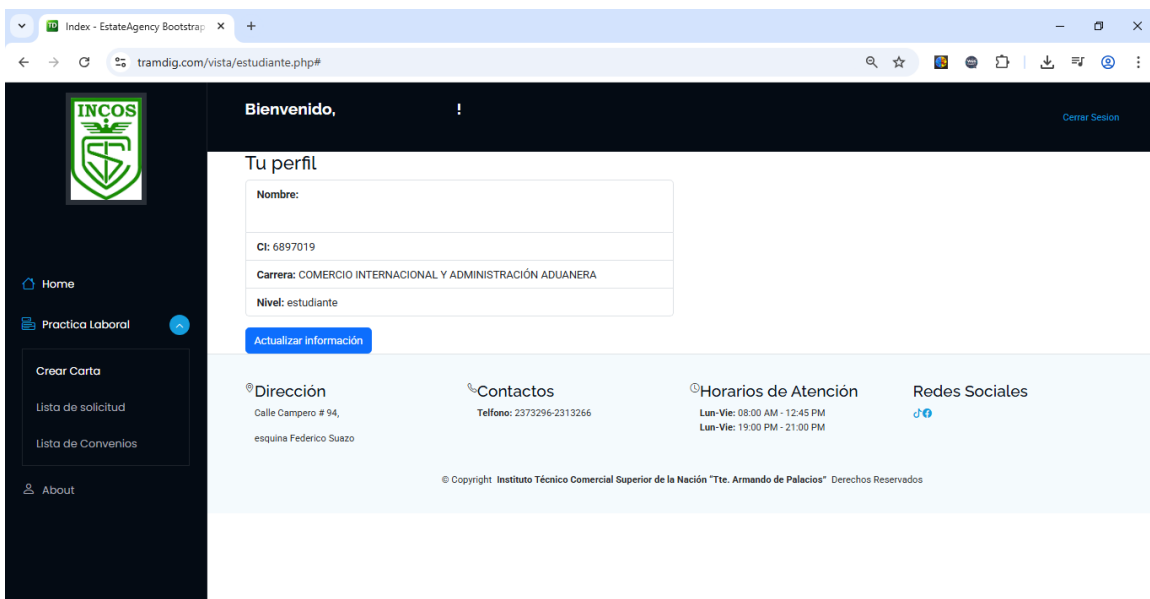 Index - EstateAgency Bootstrap
tramdig.com/vista/estudiante.php#
INCOS
Bienvenido, !
Cerrar Sesion
Tu perfil
Nombre:
CI: 6897019
Carrera: COMERCIO INTERNACIONAL Y ADMINISTRACIÓN ADUANERA
Nivel: estudiante
Actualizar información
Home
Practica Laboral
Crear Carta
Lista de solicitud
Lista de Convenios
About
Dirección
Calle Campero # 94,
esquina Federico Suazo
Contactos
Telfono: 2373296-2313266
Horarios de Atención
Lun-Vie: 08:00 AM - 12:45 PM
Lun-Vie: 19:00 PM - 21:00 PM
Redes Sociales
© Copyright Instituto Técnico Comercial Superior de la Nación "Tte. Armando de Palacios" Derechos Reservados